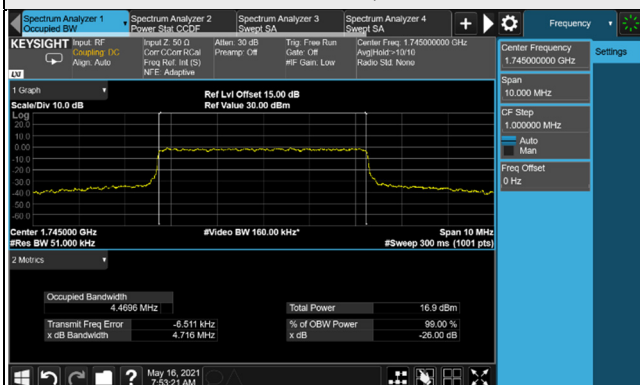 Spectrum Analyzer 1
Occupied BW
Spectrum Analyzer 2
Power Stat CCDF
Spectrum Analyzer 3
Swept SA
Spectrum Analyzer 4
Swept SA
Frequency
KEYSIGHT
Input: RF
Coupling: DC
Align: Auto
Input Z: 50 Ω
Corr CCorr RCal
Freq Ref: Int (S)
NFE: Adaptive
Atten: 30 dB
Preamp: Off
Trig: Free Run
Gate: Off
#IF Gain: Low
Center Freq: 1.745000000 GHz
Avg|Hold:>10/10
Radio Std: None
LXI
Center Frequency
1.745000000 GHz
Settings
Span
10.000 MHz
CF Step
1.000000 MHz
Auto
Man
Freq Offset
0 Hz
1 Graph
Scale/Div 10.0 dB
Ref Lvl Offset 15.00 dB
Ref Value 30.00 dBm
Log
20.0
10.0
0.00
-10.0
-20.0
-30.0
-40.0
-50.0
-60.0
Center 1.745000 GHz
#Res BW 51.000 kHz
#Video BW 160.00 kHz*
Span 10 MHz
#Sweep 300 ms (1001 pts)
2 Metrics
Occupied Bandwidth
4.4696 MHz
Total Power 16.9 dBm
Transmit Freq Error -6.511 kHz
% of OBW Power 99.00 %
x dB Bandwidth 4.716 MHz
x dB -26.00 dB
?
May 16, 2021
7:53:21 AM